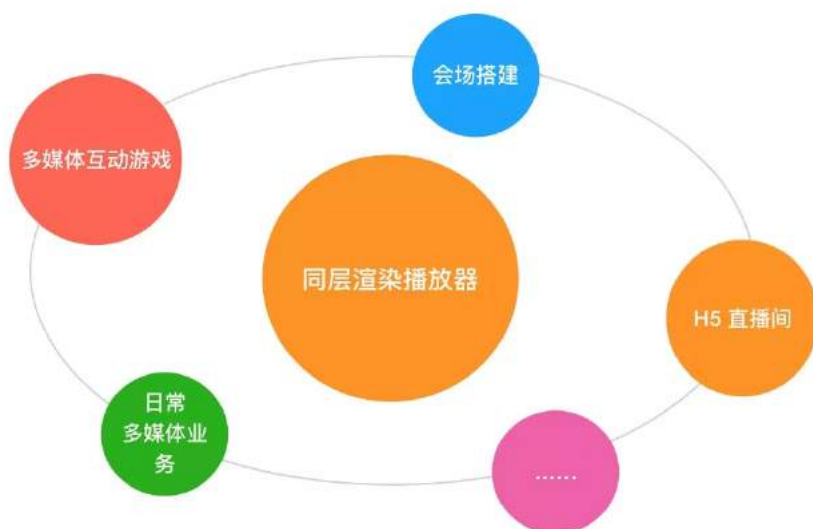 会场搭建
多媒体互动游戏
同层渲染播放器
H5 直播间
日常
多媒体业
务
......